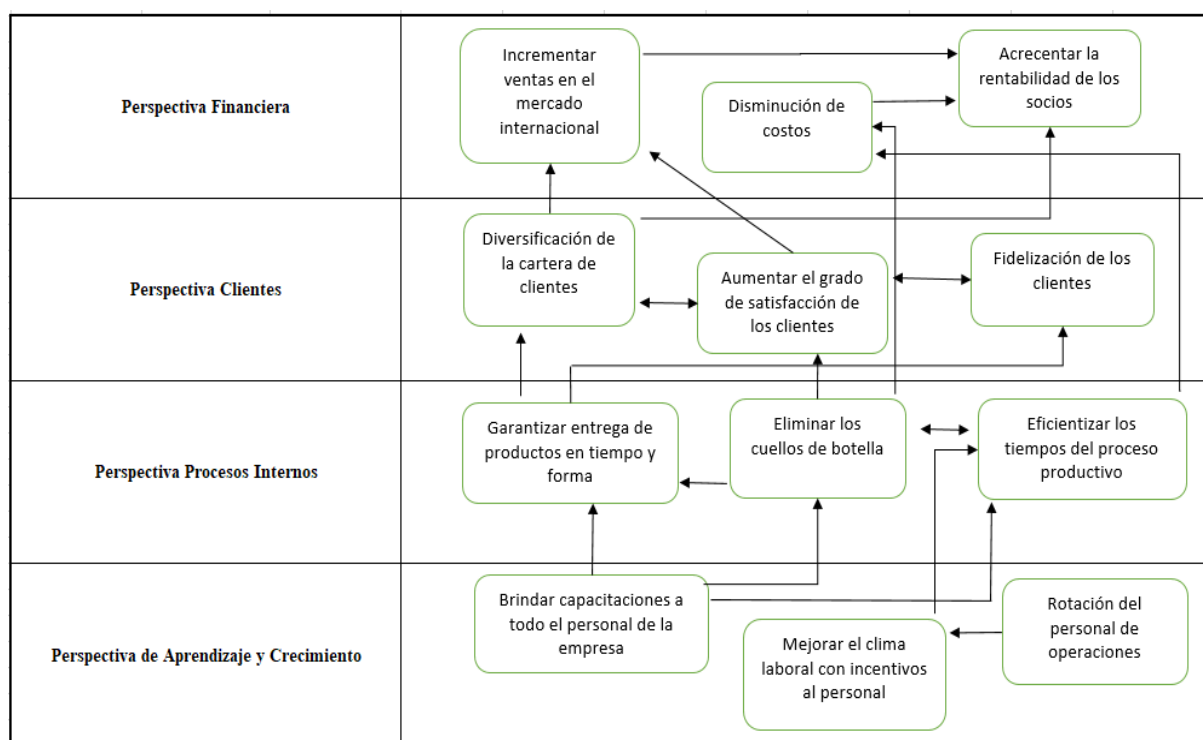 Perspectiva Financiera
Incrementar
ventas en el
mercado
internacional
Disminución de
costos
Acrecentar la
rentabilidad de los
socios
Perspectiva Clientes
Diversificación de
la cartera de
clientes
Aumentar el grado
de satisfacción de
los clientes
Fidelización de los
clientes
Perspectiva Procesos Internos
Garantizar entrega de
productos en tiempo y
forma
Eliminar los
cuellos de botella
Eficientizar los
tiempos del proceso
productivo
Perspectiva de Aprendizaje y Crecimiento
Brindar capacitaciones a
todo el personal de la
empresa
Mejorar el clima
laboral con incentivos
al personal
Rotación del
personal de
operaciones